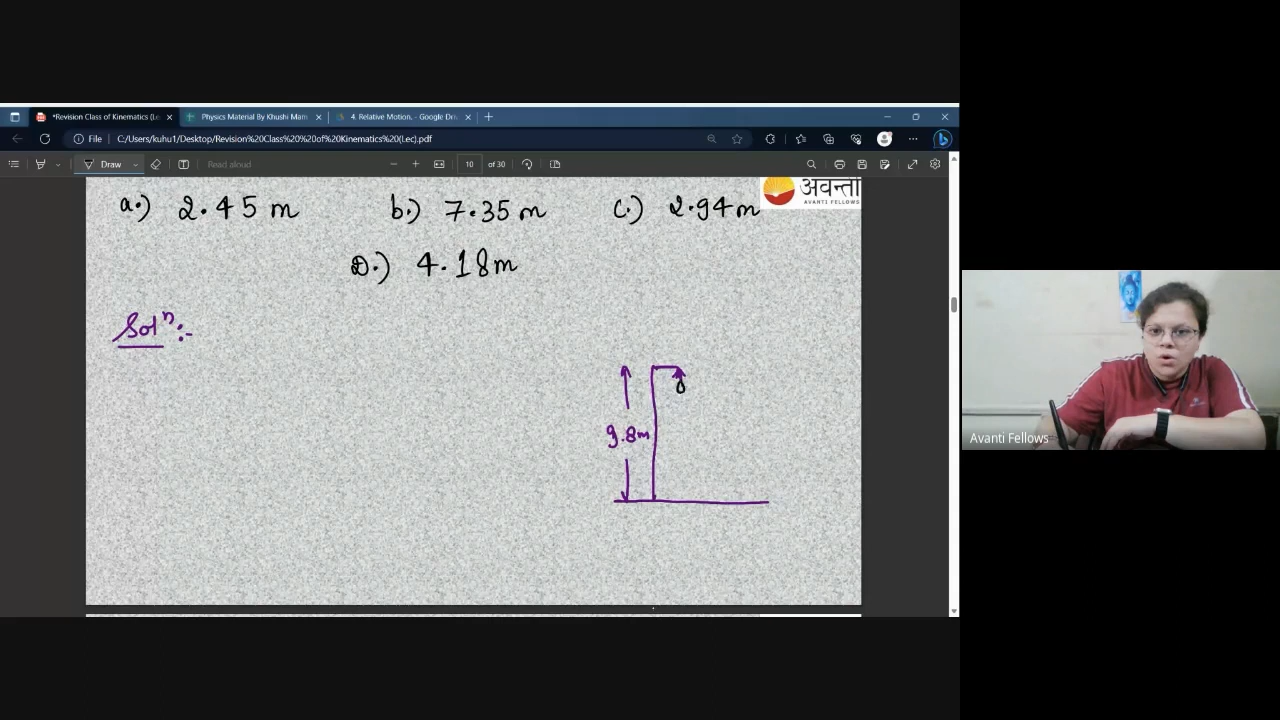 *Revision Class of Kinematics (Le
Physics Material By Khushi Mam
4. Relative Motion. - Google Dri
File
C:/Users/kuhu1/Desktop/Revision%20Class%20%20of%20Kinematics%20(Lec).pdf
Draw
Read aloud
10
of 30
अवन्ती
AVANTI FELLOWS
a.) 2.45 m
b.) 7.35 m
c.) 2.94 m
D.) 4.18m
Solⁿ:-
9.8m
Avanti Fellows